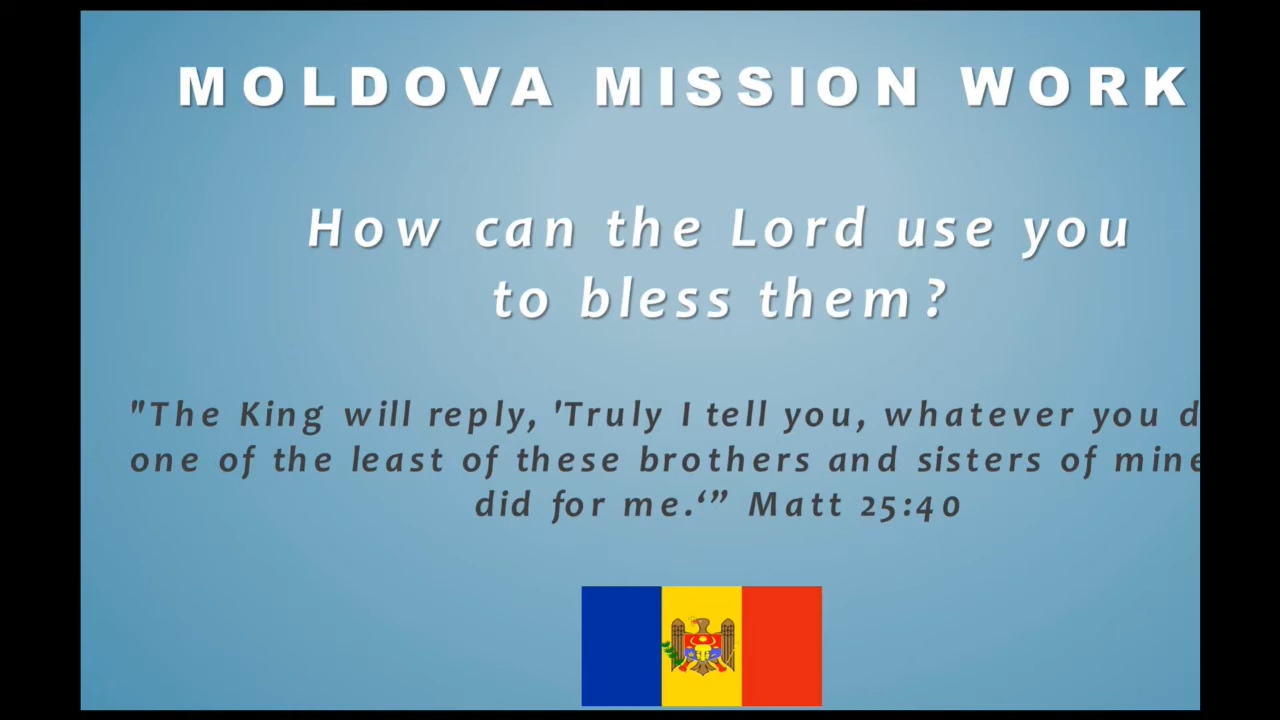 MOLDOVA MISSION WORK
How can the Lord use you
to bless them?
"The King will reply, 'Truly I tell you, whatever you d
one of the least of these brothers and sisters of mine
did for me.‘” Matt 25:40